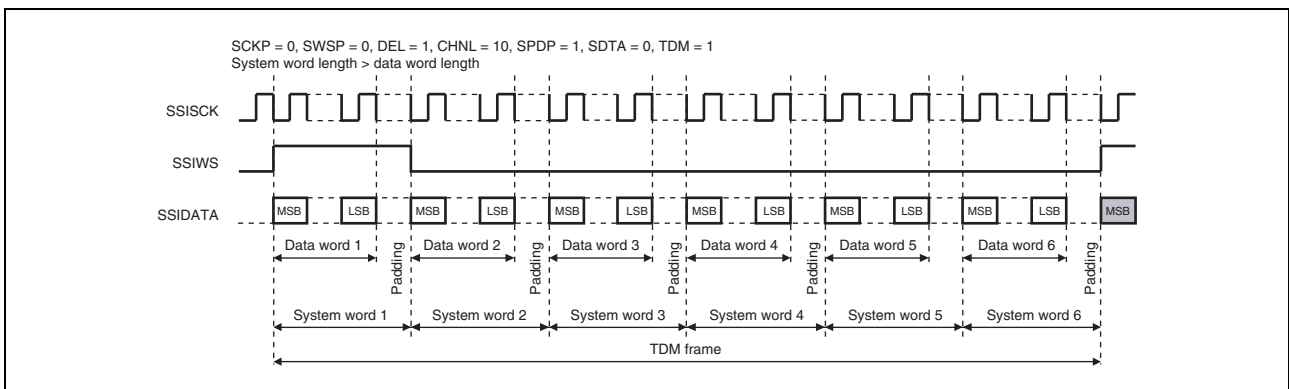 SCKP = 0, SWSP = 0, DEL = 1, CHNL = 10, SPDP = 1, SDTA = 0, TDM = 1
System word length > data word length
SSISCK
SSIWS
SSIDATA
MSB LSB MSB LSB MSB LSB MSB LSB MSB LSB MSB LSB MSB
Data word 1 Padding Data word 2 Padding Data word 3 Padding Data word 4 Padding Data word 5 Data word 6 Padding
System word 1 System word 2 System word 3 System word 4 System word 5 System word 6
TDM frame